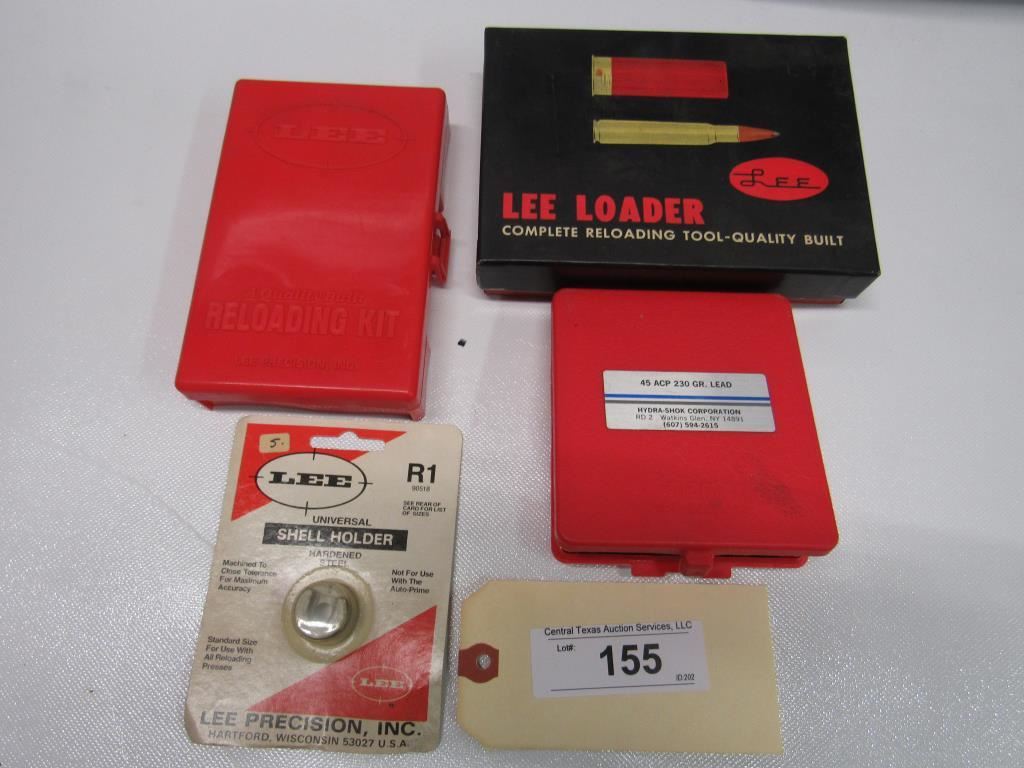 LEE
A Quality Built
RELOADING KIT
LEE PRECISION, INC.
Lee
LEE LOADER
COMPLETE RELOADING TOOL-QUALITY BUILT
45 ACP 230 GR. LEAD
HYDRA-SHOK CORPORATION
RD 2 Watkins Glen, NY 14891
(607) 594-2615
5.
LEE
R1
90518
SEE REAR OF
CARD FOR LIST
OF SIZES
UNIVERSAL
SHELL HOLDER
HARDENED
STEEL
Machined To
Close Tolerance
For Maximum
Accuracy
Not For Use
With The
Auto-Prime
Standard Size
For Use With
All Reloading
Presses
LEE
LEE PRECISION, INC.
HARTFORD, WISCONSIN 53027 U.S.A.
Central Texas Auction Services, LLC
Lot#:
155
ID:202